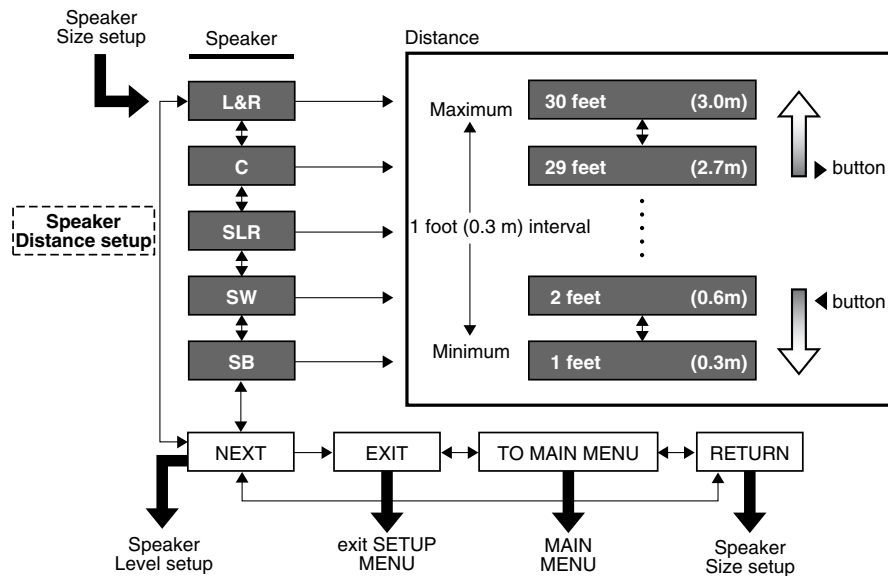 Speaker
Size setup
Speaker
Distance
L&R
C
SLR
SW
SB
Speaker
Distance setup
Maximum
1 foot (0.3 m) interval
Minimum
30 feet (3.0m)
29 feet (2.7m)
2 feet (0.6m)
1 feet (0.3m)
button
button
NEXT
EXIT
TO MAIN MENU
RETURN
Speaker
Level setup
exit SETUP
MENU
MAIN
MENU
Speaker
Size setup